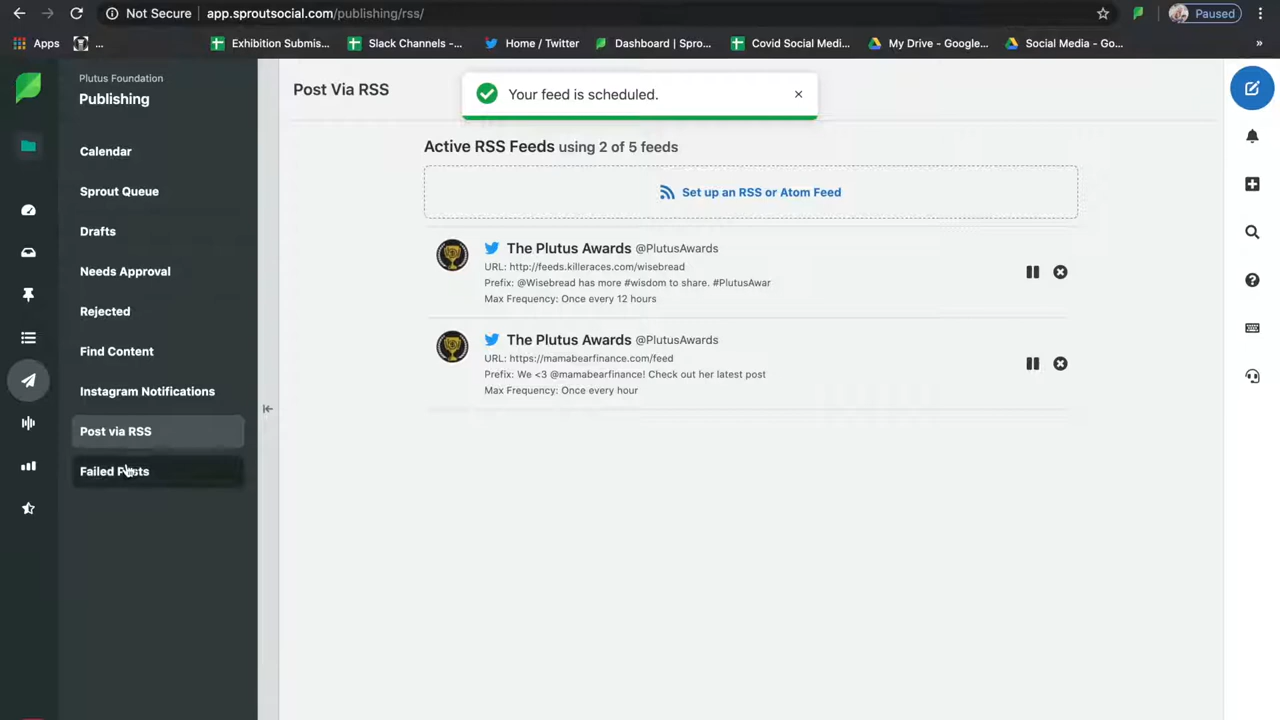 Not Secure
app.sproutsocial.com/publishing/rss/
Paused
Apps
...
Exhibition Submis...
Slack Channels -...
Home / Twitter
Dashboard | Spro...
Covid Social Medi...
My Drive - Google...
Social Media - Go...
»
Plutus Foundation
Publishing
Calendar
Sprout Queue
Drafts
Needs Approval
Rejected
Find Content
Instagram Notifications
Post via RSS
Failed Posts
Post Via RSS
Your feed is scheduled.
Active RSS Feeds using 2 of 5 feeds
Set up an RSS or Atom Feed
The Plutus Awards @PlutusAwards
URL: http://feeds.killeraces.com/wisebread
Prefix: @Wisebread has more #wisdom to share. #PlutusAwar
Max Frequency: Once every 12 hours
The Plutus Awards @PlutusAwards
URL: https://mamabearfinance.com/feed
Prefix: We <3 @mamabearfinance! Check out her latest post
Max Frequency: Once every hour